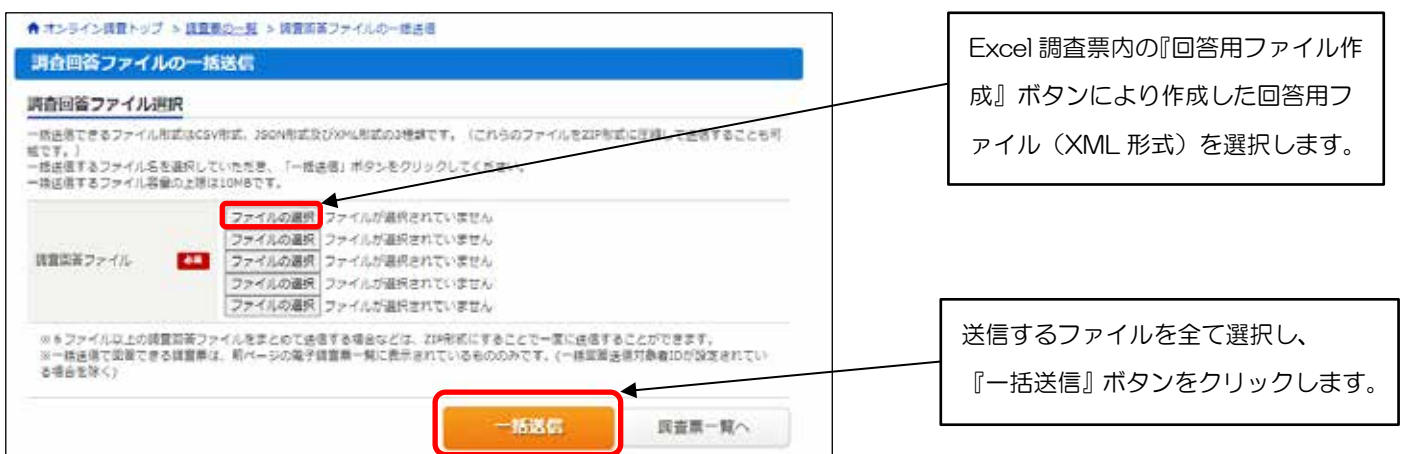 オンライン調査トップ > 調査票の一覧 > 調査回答ファイルの一括送信
調査回答ファイルの一括送信
調査回答ファイル選択
一括送信できるファイル形式はCSV形式、JSON形式及びXML形式の3種類です。（これらのファイルをZIP形式に圧縮して送信することも可
能です。）
一括送信するファイル名を選択していただき、「一括送信」ボタンをクリックしてください。
一括送信するファイル容量の上限は10MBです。
調査回答ファイル 必須
ファイルの選択 ファイルが選択されていません
ファイルの選択 ファイルが選択されていません
ファイルの選択 ファイルが選択されていません
ファイルの選択 ファイルが選択されていません
ファイルの選択 ファイルが選択されていません
※6ファイル以上の調査回答ファイルをまとめて送信する場合などは、ZIP形式にすることで一度に送信することができます。
※一括送信で回答できる調査票は、前ページの電子調査票一覧に表示されているもののみです。(一括回答送信対象者IDが設定されてい
る場合を除く)
一括送信
調査票一覧へ
Excel 調査票内の『回答用ファイル作
成』ボタンにより作成した回答用フ
ァイル（XML 形式）を選択します。
送信するファイルを全て選択し、
『一括送信』ボタンをクリックします。